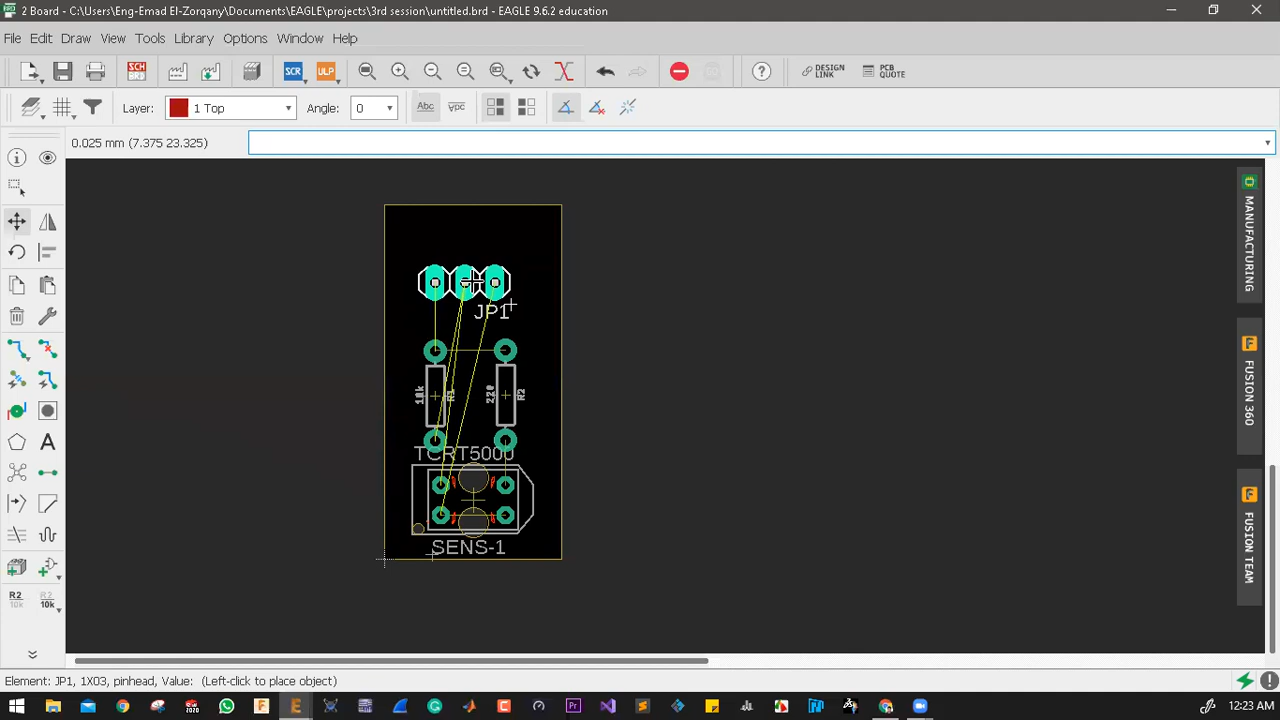 2 Board - C:\Users\Eng-Emad El-Zorqany\Documents\EAGLE\projects\3rd session\untitled.brd - EAGLE 9.6.2 education
File Edit Draw View Tools Library Options Window Help
SCH
BRD
SCR
ULP
DESIGN
LINK
PCB
QUOTE
Layer: 1 Top Angle: 0 Abc
0.025 mm (7.375 23.325)
MANUFACTURING
FUSION 360
FUSION TEAM
JP1
10k
R1
220
R2
TCRT5000
SENS-1
R2
10k
R2
10k
Element: JP1, 1X03, pinhead, Value: (Left-click to place object)
12:23 AM